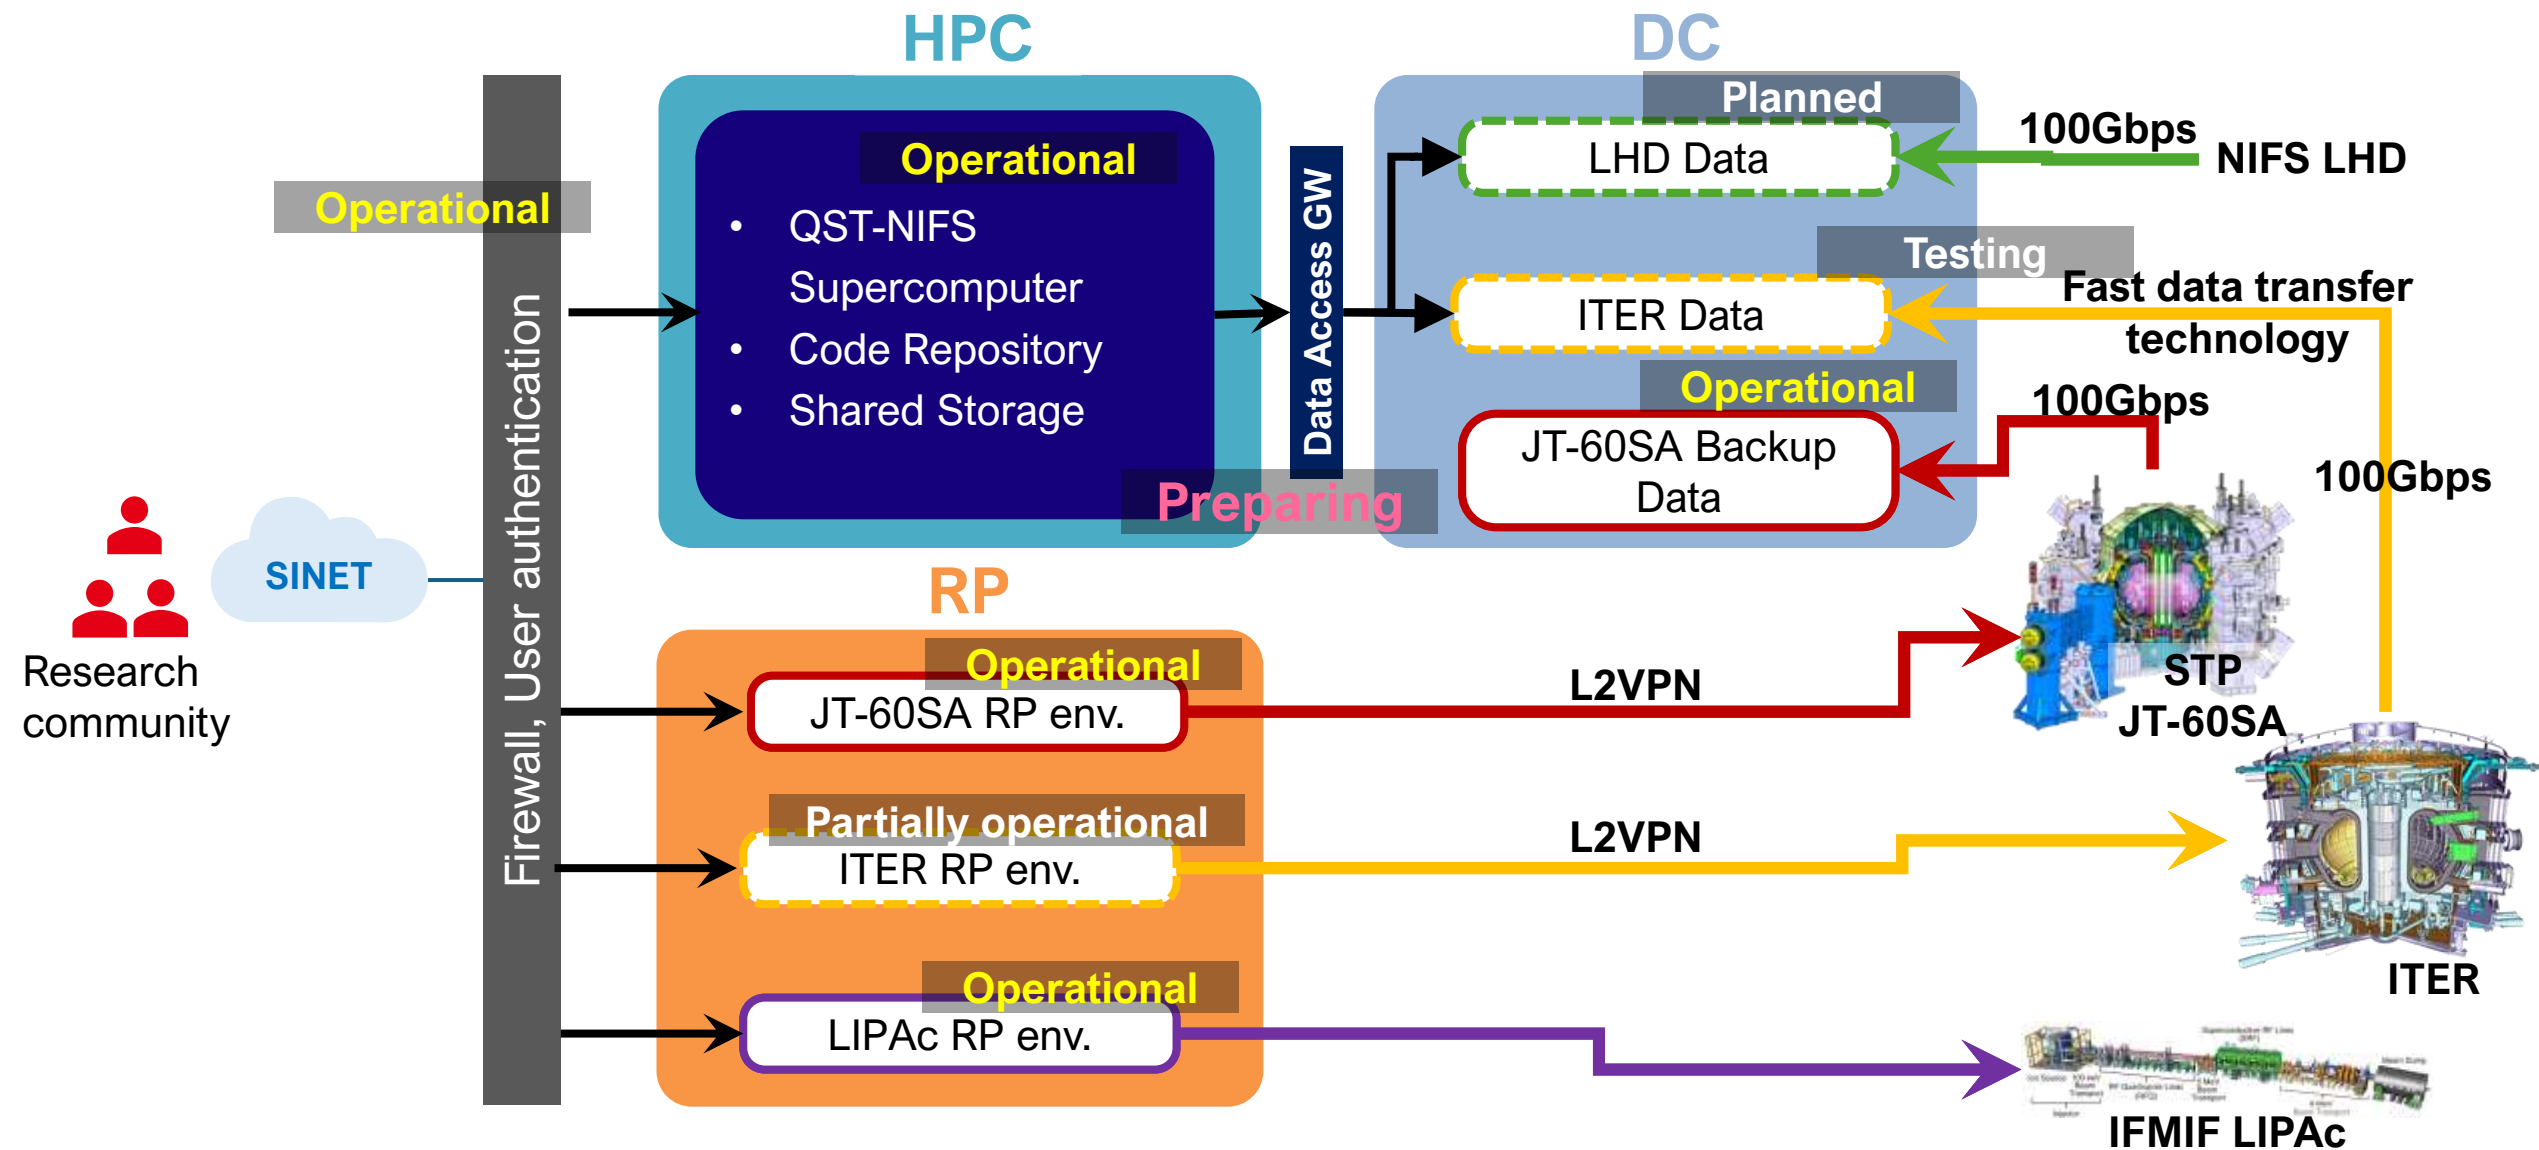 HPC
DC
Operational
Operational
• QST-NIFS
Supercomputer
• Code Repository
• Shared Storage
Preparing
Data Access GW
Planned
LHD Data
100Gbps
NIFS LHD
Testing
ITER Data
Fast data transfer
technology
Operational
JT-60SA Backup
Data
100Gbps
100Gbps
Firewall, User authentication
SINET
Research
community
RP
Operational
JT-60SA RP env.
L2VPN
STP
JT-60SA
Partially operational
ITER RP env.
L2VPN
ITER
Operational
LIPAc RP env.
IFMIF LIPAc